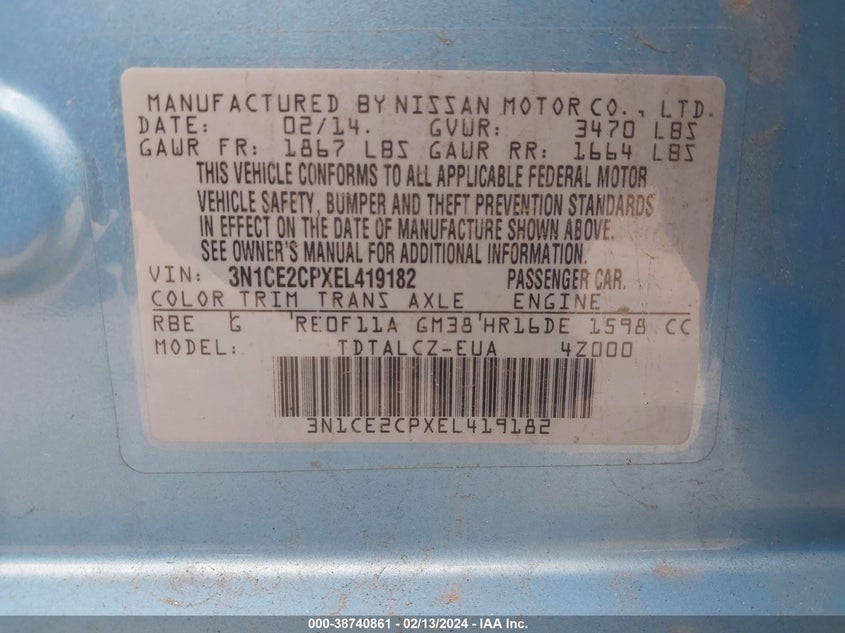 MANUFACTURED BY NISSAN MOTOR CO., LTD.
DATE: 02/14. GVWR: 3470 LBS
GAWR FR: 1867 LBS GAWR RR: 1664 LBS
THIS VEHICLE CONFORMS TO ALL APPLICABLE FEDERAL MOTOR
VEHICLE SAFETY, BUMPER AND THEFT PREVENTION STANDARDS
IN EFFECT ON THE DATE OF MANUFACTURE SHOWN ABOVE.
SEE OWNER'S MANUAL FOR ADDITIONAL INFORMATION.
VIN: 3N1CE2CPXEL419182 PASSENGER CAR.
COLOR TRIM TRANS AXLE ENGINE
RBE G 'RE0F11A GM38'HR16DE 1598 CC
MODEL: TDTALCZ-EUA 4Z000
3N1CE2CPXEL419182
000-38740861 - 02/13/2024 - IAAI.COM